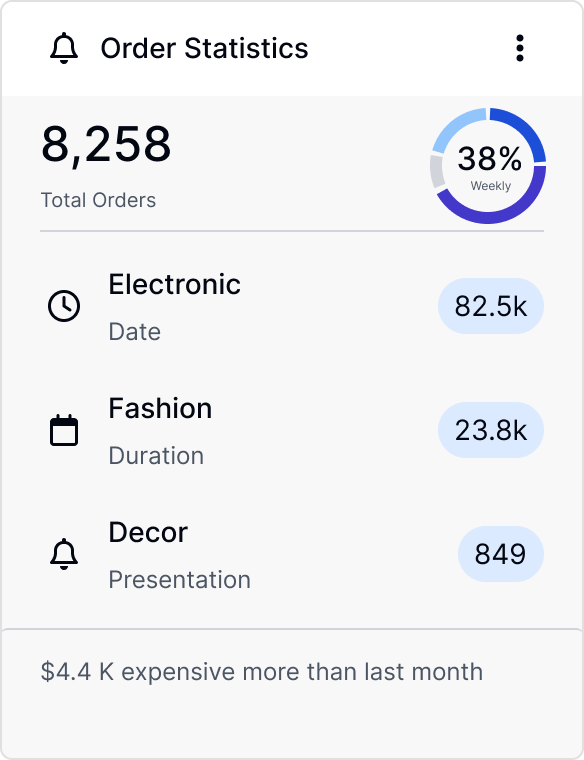 Order Statistics
8,258
Total Orders
38%
Weekly
Electronic
Date
82.5k
Fashion
Duration
23.8k
Decor
Presentation
849
$4.4 K expensive more than last month